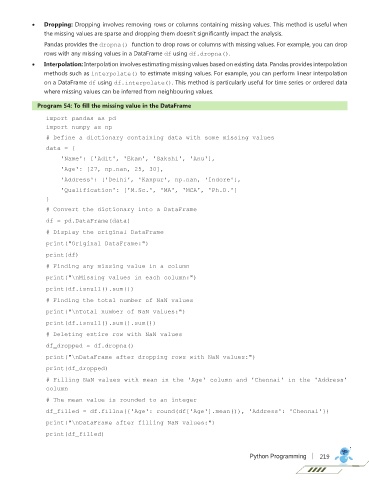 • Dropping: Dropping involves removing rows or columns containing missing values. This method is useful when
the missing values are sparse and dropping them doesn't significantly impact the analysis.
Pandas provides the dropna() function to drop rows or columns with missing values. For example, you can drop
rows with any missing values in a DataFrame df using df.dropna().
• Interpolation: Interpolation involves estimating missing values based on existing data. Pandas provides interpolation
methods such as interpolate() to estimate missing values. For example, you can perform linear interpolation
on a DataFrame df using df.interpolate(). This method is particularly useful for time series or ordered data
where missing values can be inferred from neighbouring values.
Program 54: To fill the missing value in the DataFrame
import pandas as pd
import numpy as np
# Define a dictionary containing data with some missing values
data = {
'Name': ['Adit', 'Ekam', 'Sakshi', 'Anu'],
'Age': [27, np.nan, 25, 30],
'Address': ['Delhi', 'Kanpur', np.nan, 'Indore'],
'Qualification': ['M.Sc.', 'MA', 'MCA', 'Ph.D.']
}
# Convert the dictionary into a DataFrame
df = pd.DataFrame(data)
# Display the original DataFrame
print("Original DataFrame:")
print(df)
# Finding any missing value in a column
print("\nMissing values in each column:")
print(df.isnull().sum())
# Finding the total number of NaN values
print("\nTotal number of NaN values:")
print(df.isnull().sum().sum())
# Deleting entire row with NaN values
df_dropped = df.dropna()
print("\nDataFrame after dropping rows with NaN values:")
print(df_dropped)
# Filling NaN values with mean in the 'Age' column and 'Chennai' in the 'Address'
column
# The mean value is rounded to an integer
df_filled = df.fillna({'Age': round(df['Age'].mean()), 'Address': 'Chennai'})
print("\nDataFrame after filling NaN values:")
print(df_filled)
Python Programming | 219